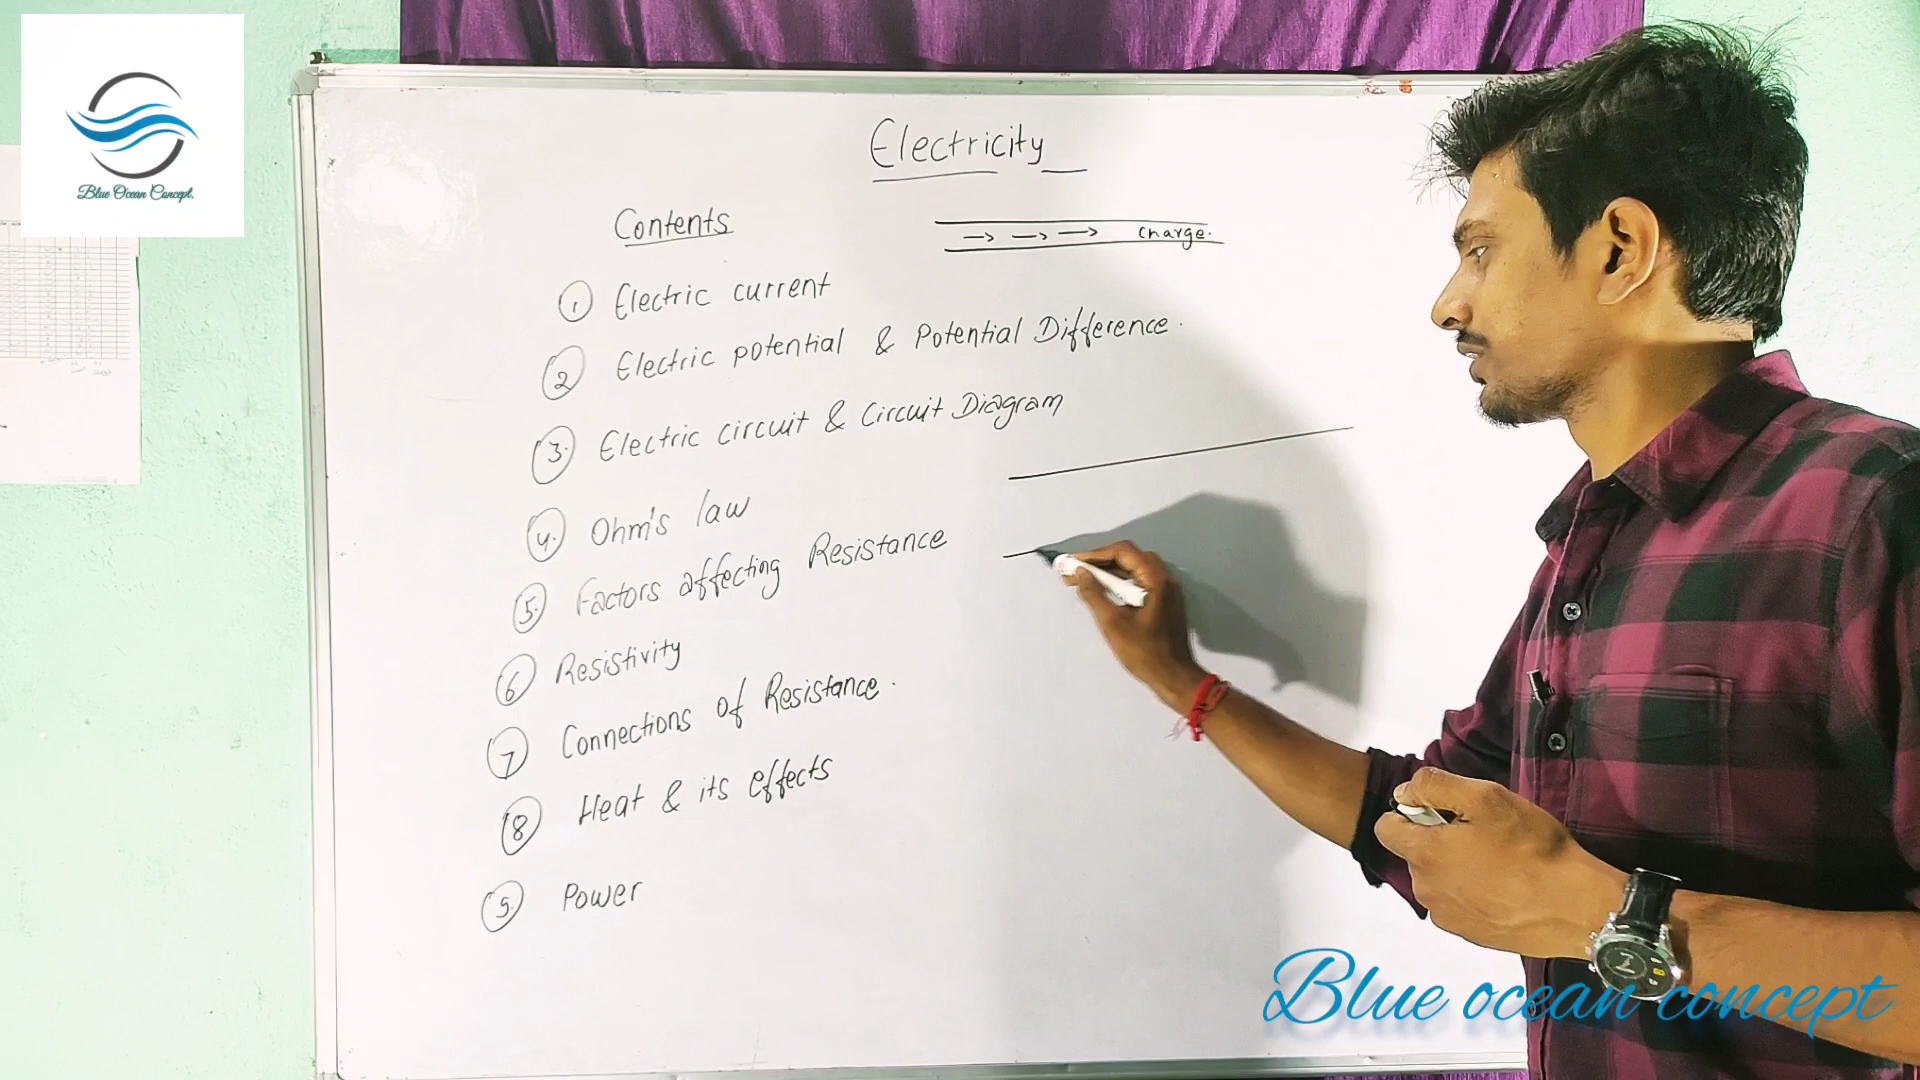 Blue Ocean Concept.
Electricity
Contents
charge.
1 Electric current
2 Electric potential & Potential Difference.
3. Electric circuit & Circuit Diagram
4. Ohm's law
5. Factors affecting Resistance
6 Resistivity
7 Connections of Resistance.
8 Heat & its effects
9. Power
Blue ocean concept